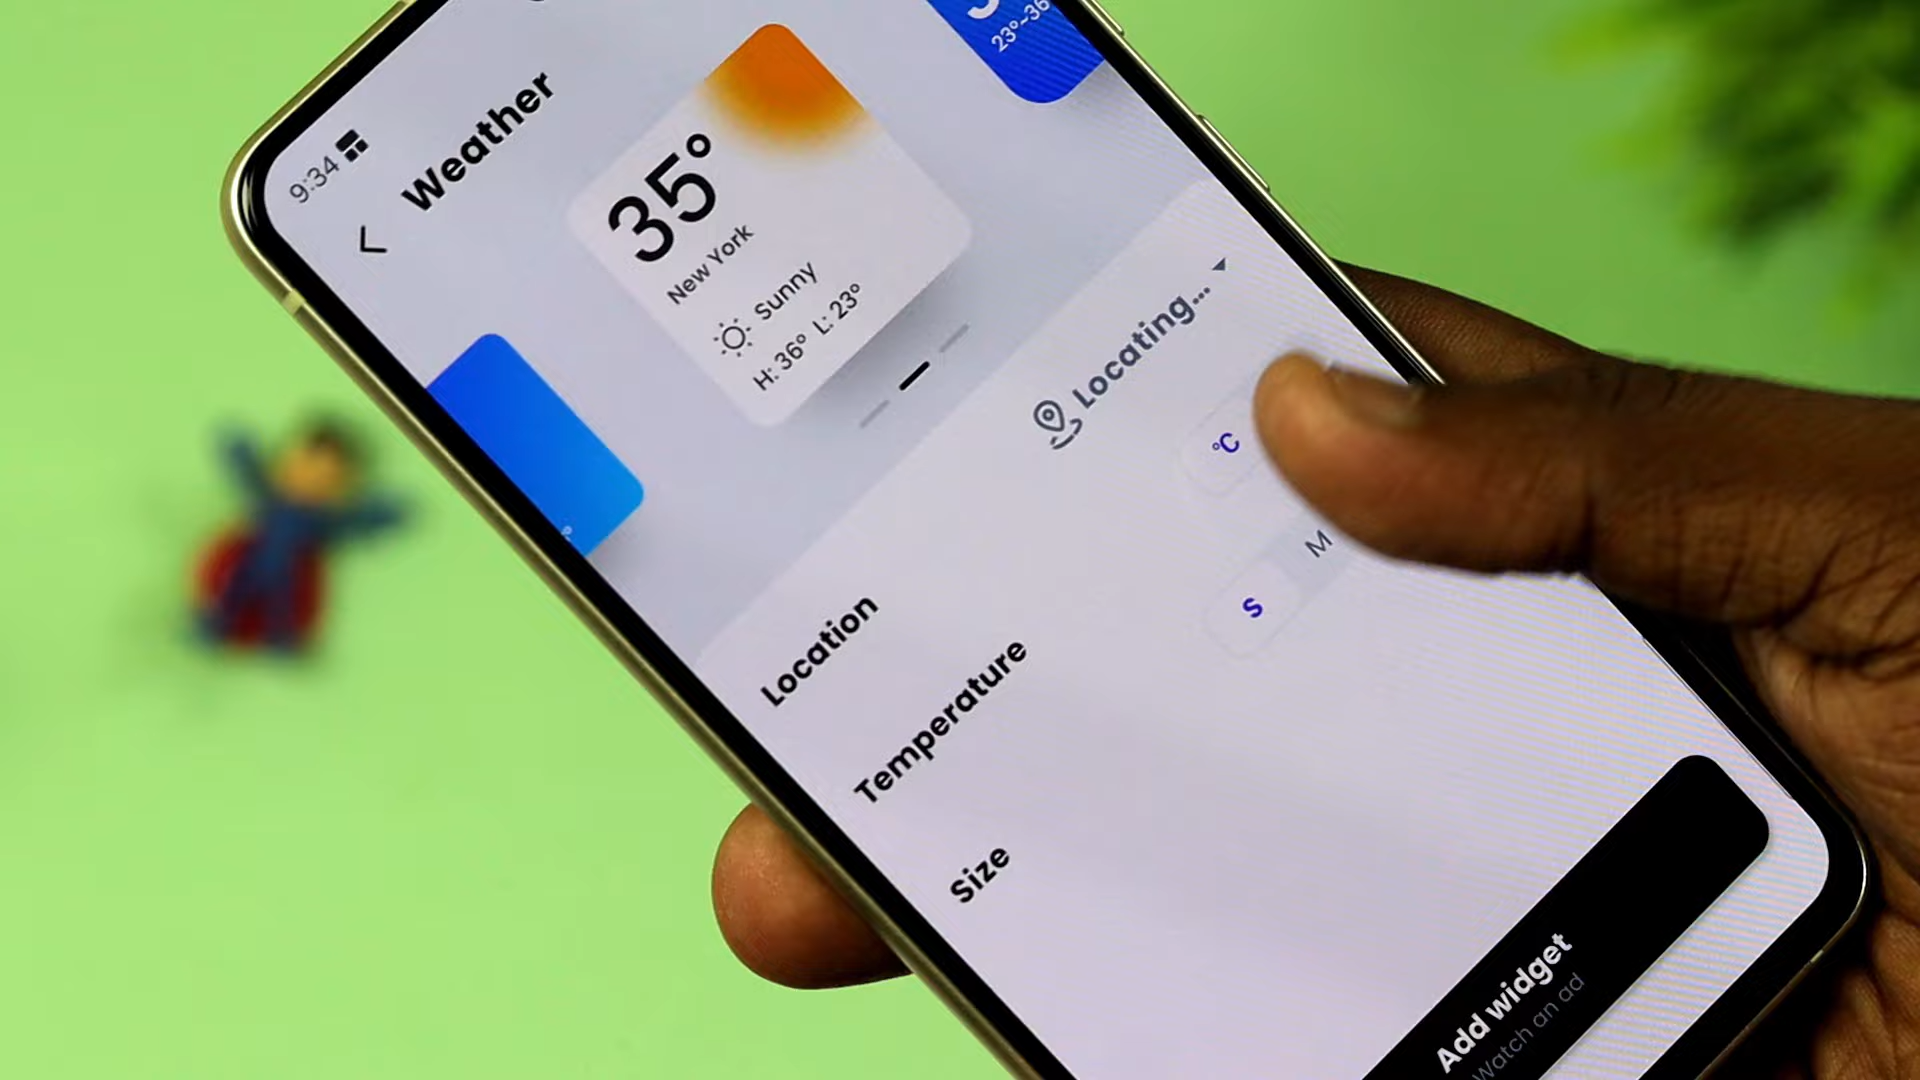 9:34
Weather
35°
New York
Sunny
H: 36° L: 23°
23°~36
Location
Locating...
Temperature
°C
Size
S
M
Add widget
Watch an ad